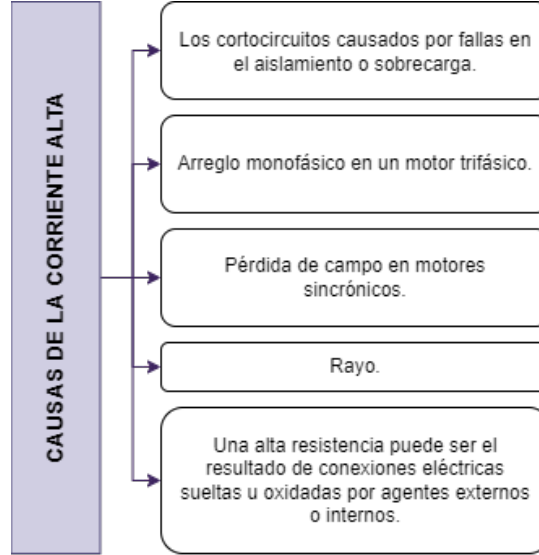 CAUSAS DE LA CORRIENTE ALTA
Los cortocircuitos causados por fallas en
el aislamiento o sobrecarga.
Arreglo monofásico en un motor trifásico.
Pérdida de campo en motores
sincrónicos.
Rayo.
Una alta resistencia puede ser el
resultado de conexiones eléctricas
sueltas u oxidadas por agentes externos
o internos.